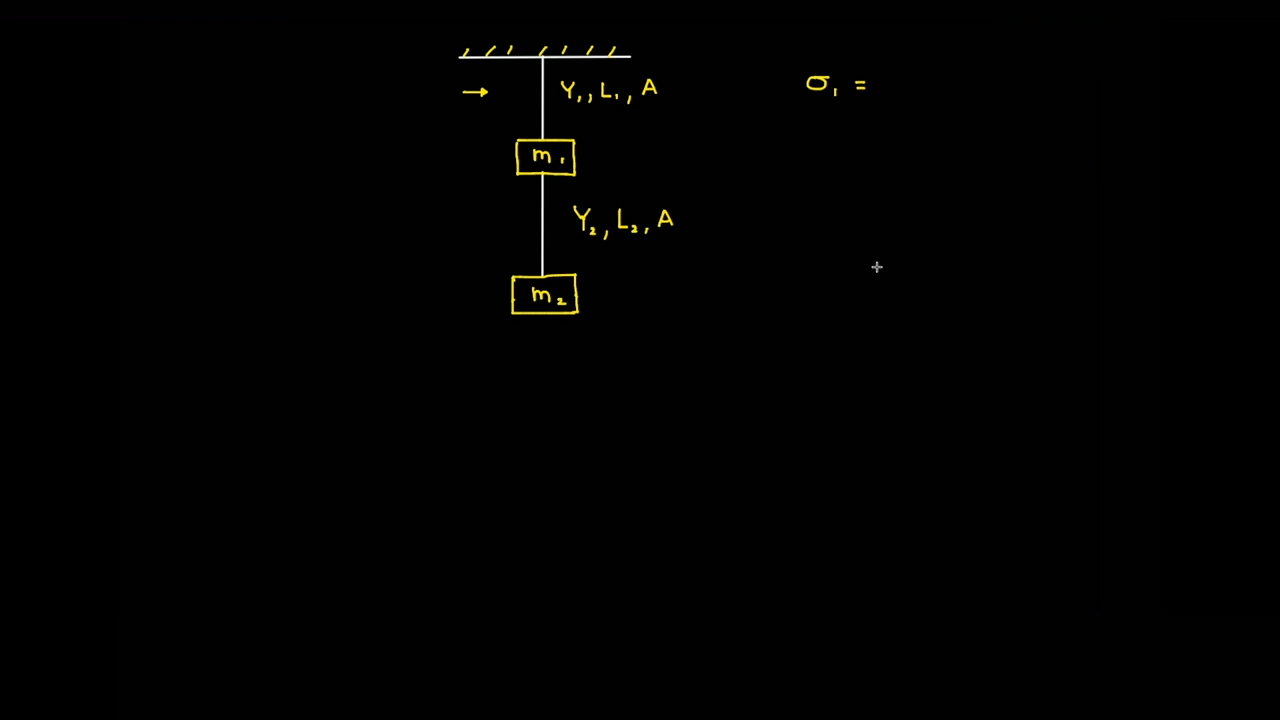 Y₁, L₁, A
σ₁ =
m₁
Y₂, L₂, A
m₂